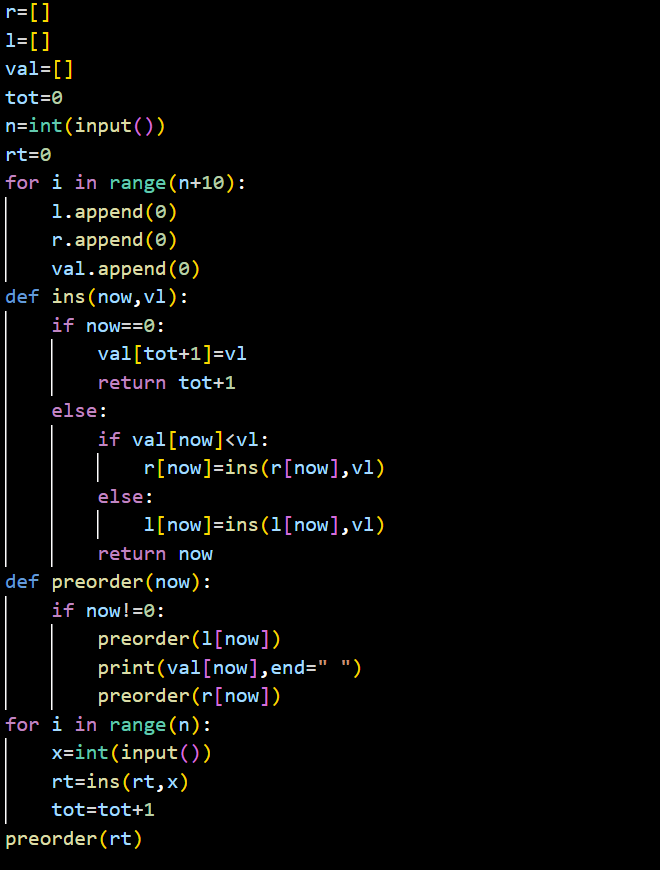 r=[]
l=[]
val=[]
tot=0
n=int(input())
rt=0
for i in range(n+10):
    l.append(0)
    r.append(0)
    val.append(0)
def ins(now,vl):
    if now==0:
        val[tot+1]=vl
        return tot+1
    else:
        if val[now]<vl:
            r[now]=ins(r[now],vl)
        else:
            l[now]=ins(l[now],vl)
        return now
def preorder(now):
    if now!=0:
        preorder(l[now])
        print(val[now],end=" ")
        preorder(r[now])
for i in range(n):
    x=int(input())
    rt=ins(rt,x)
    tot=tot+1
preorder(rt)